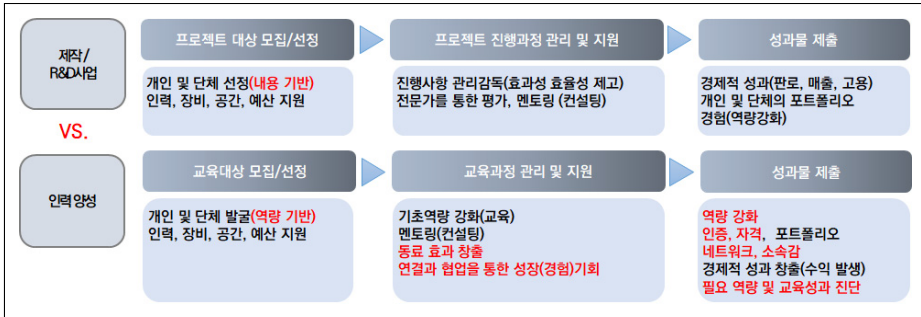 제작/
R&D사업
프로젝트 대상 모집/선정
프로젝트 진행과정 관리 및 지원
성과물 제출
개인 및 단체 선정(내용 기반)
인력, 장비, 공간, 예산 지원
진행사항 관리감독(효과성 효율성 제고)
전문가를 통한 평가, 멘토링 (컨설팅)
경제적 성과(판로, 매출, 고용)
개인 및 단체의 포트폴리오
경험(역량강화)
VS.
인력 양성
교육대상 모집/선정
교육과정 관리 및 지원
성과물 제출
개인 및 단체 발굴(역량 기반)
인력, 장비, 공간, 예산 지원
기초역량 강화(교육)
멘토링(컨설팅)
동료 효과 창출
연결과 협업을 통한 성장(경험)기회
역량 강화
인증, 자격, 포트폴리오
네트워크, 소속감
경제적 성과 창출(수익 발생)
필요 역량 및 교육성과 진단